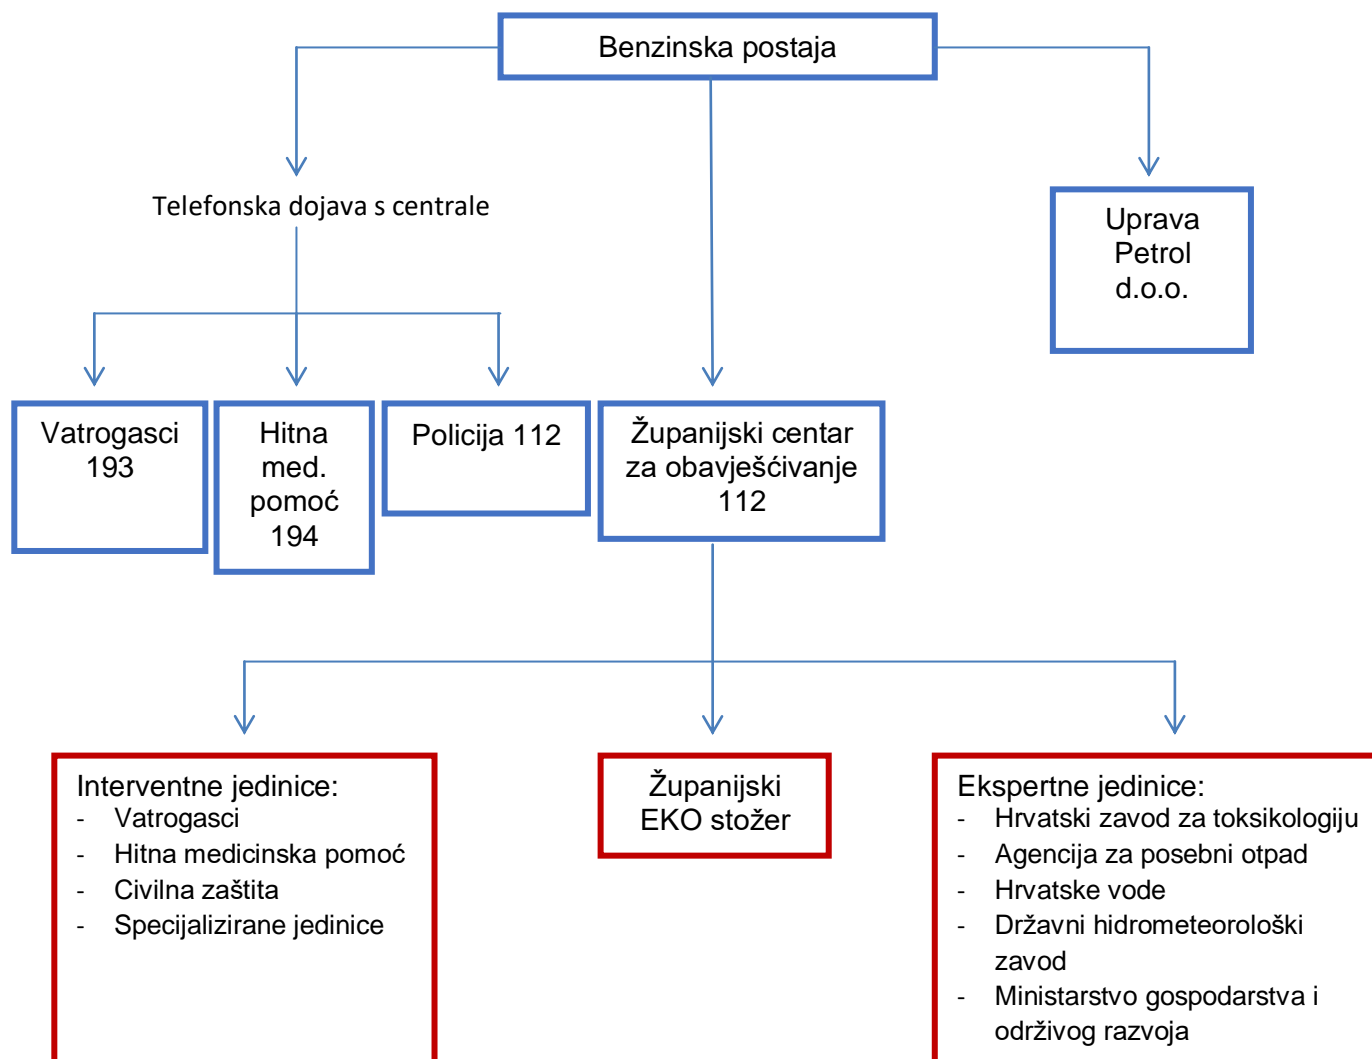 Benzinska postaja
Telefonska dojava s centrale
Uprava
Petrol
d.o.o.
Vatrogasci
193
Hitna
med.
pomoć
194
Policija 112
Županijski centar
za obavješćivanje
112
Interventne jedinice:
- Vatrogasci
- Hitna medicinska pomoć
- Civilna zaštita
- Specijalizirane jedinice
Županijski
EKO stožer
Ekspertne jedinice:
- Hrvatski zavod za toksikologiju
- Agencija za posebni otpad
- Hrvatske vode
- Državni hidrometeorološki
zavod
- Ministarstvo gospodarstva i
održivog razvoja